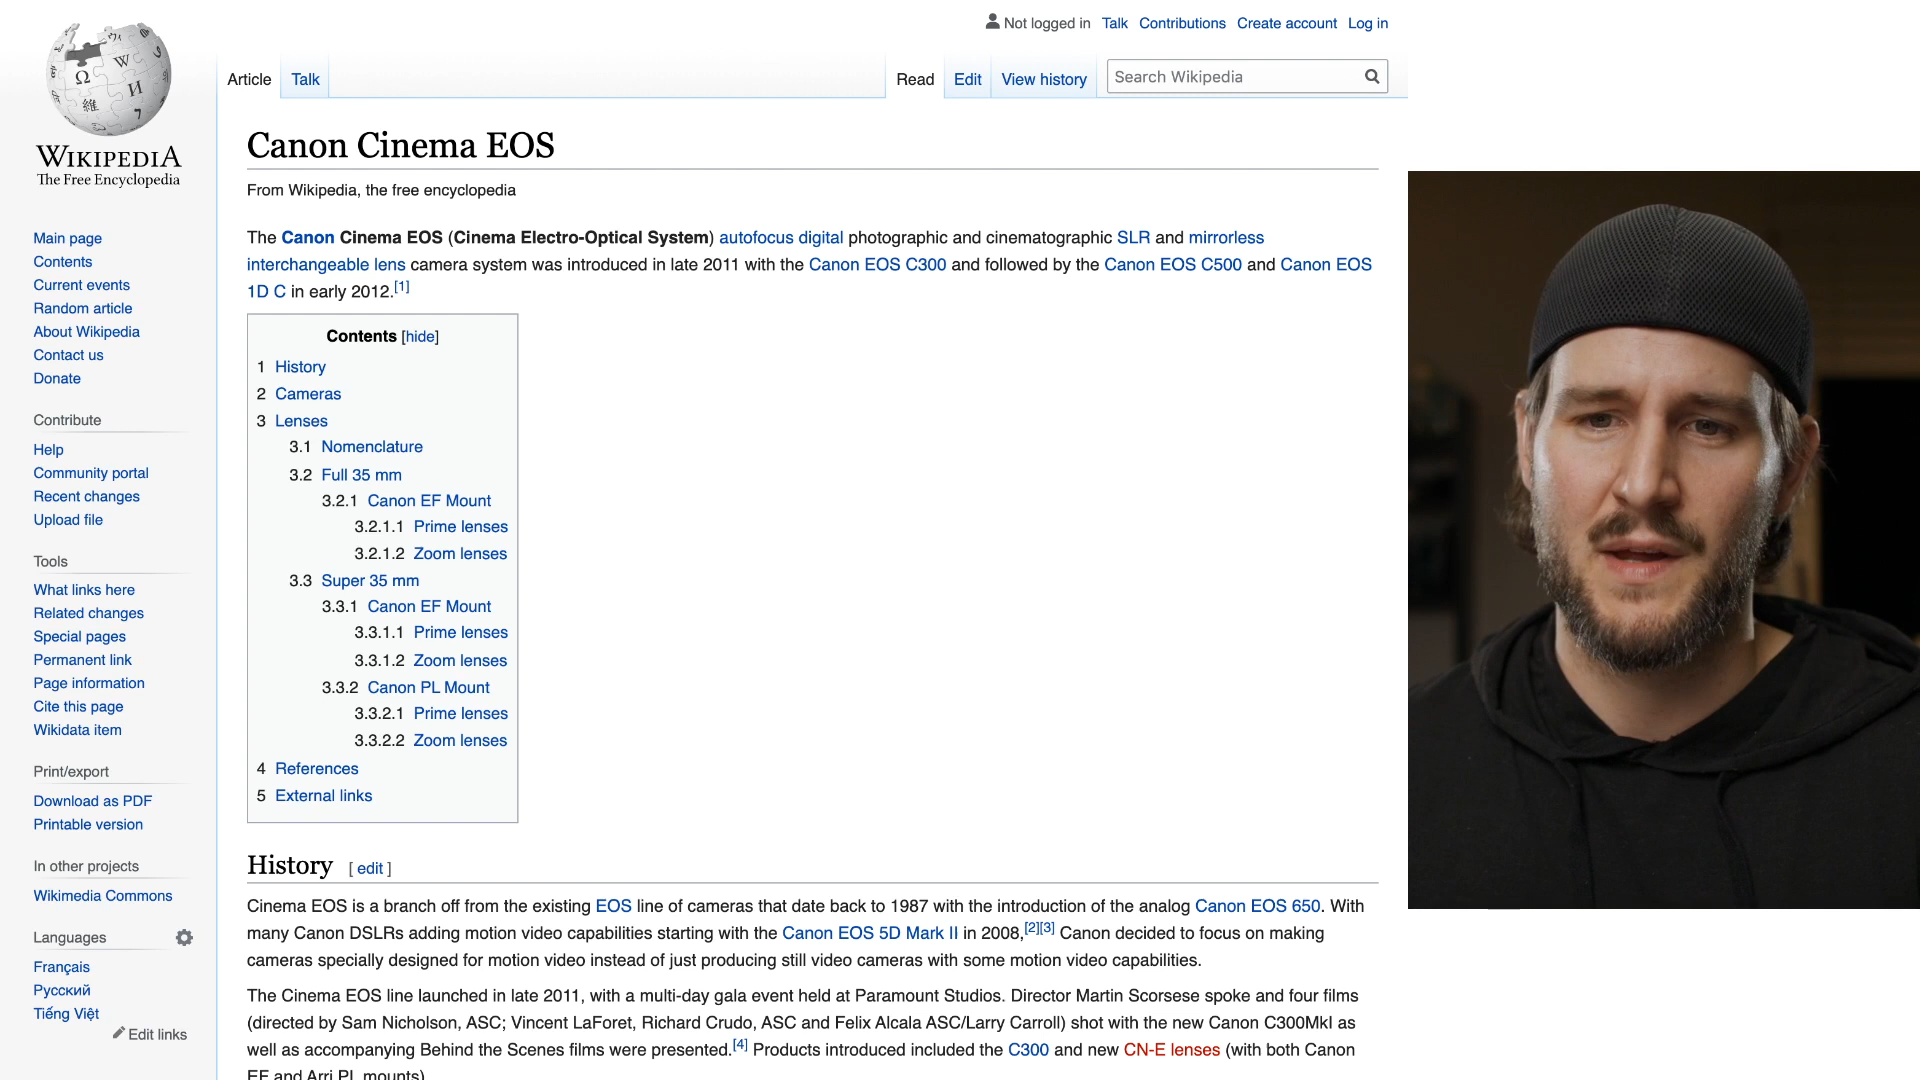 Not logged in Talk Contributions Create account Log in
Article Talk Read Edit View history Search Wikipedia
WIKIPEDIA
The Free Encyclopedia
Main page
Contents
Current events
Random article
About Wikipedia
Contact us
Donate
Contribute
Help
Community portal
Recent changes
Upload file
Tools
What links here
Related changes
Special pages
Permanent link
Page information
Cite this page
Wikidata item
Print/export
Download as PDF
Printable version
In other projects
Wikimedia Commons
Languages
Français
Русский
Tiếng Việt
Edit links
Canon Cinema EOS
From Wikipedia, the free encyclopedia
The Canon Cinema EOS (Cinema Electro-Optical System) autofocus digital photographic and cinematographic SLR and mirrorless
interchangeable lens camera system was introduced in late 2011 with the Canon EOS C300 and followed by the Canon EOS C500 and Canon EOS
1D C in early 2012.[1]
Contents [hide]
1 History
2 Cameras
3 Lenses
3.1 Nomenclature
3.2 Full 35 mm
3.2.1 Canon EF Mount
3.2.1.1 Prime lenses
3.2.1.2 Zoom lenses
3.3 Super 35 mm
3.3.1 Canon EF Mount
3.3.1.1 Prime lenses
3.3.1.2 Zoom lenses
3.3.2 Canon PL Mount
3.3.2.1 Prime lenses
3.3.2.2 Zoom lenses
4 References
5 External links
History [ edit ]
Cinema EOS is a branch off from the existing EOS line of cameras that date back to 1987 with the introduction of the analog Canon EOS 650. With
many Canon DSLRs adding motion video capabilities starting with the Canon EOS 5D Mark II in 2008,[2][3] Canon decided to focus on making
cameras specially designed for motion video instead of just producing still video cameras with some motion video capabilities.
The Cinema EOS line launched in late 2011, with a multi-day gala event held at Paramount Studios. Director Martin Scorsese spoke and four films
(directed by Sam Nicholson, ASC; Vincent LaForet, Richard Crudo, ASC and Felix Alcala ASC/Larry Carroll) shot with the new Canon C300MkI as
well as accompanying Behind the Scenes films were presented.[4] Products introduced included the C300 and new CN-E lenses (with both Canon
EF and Arri PL mounts)